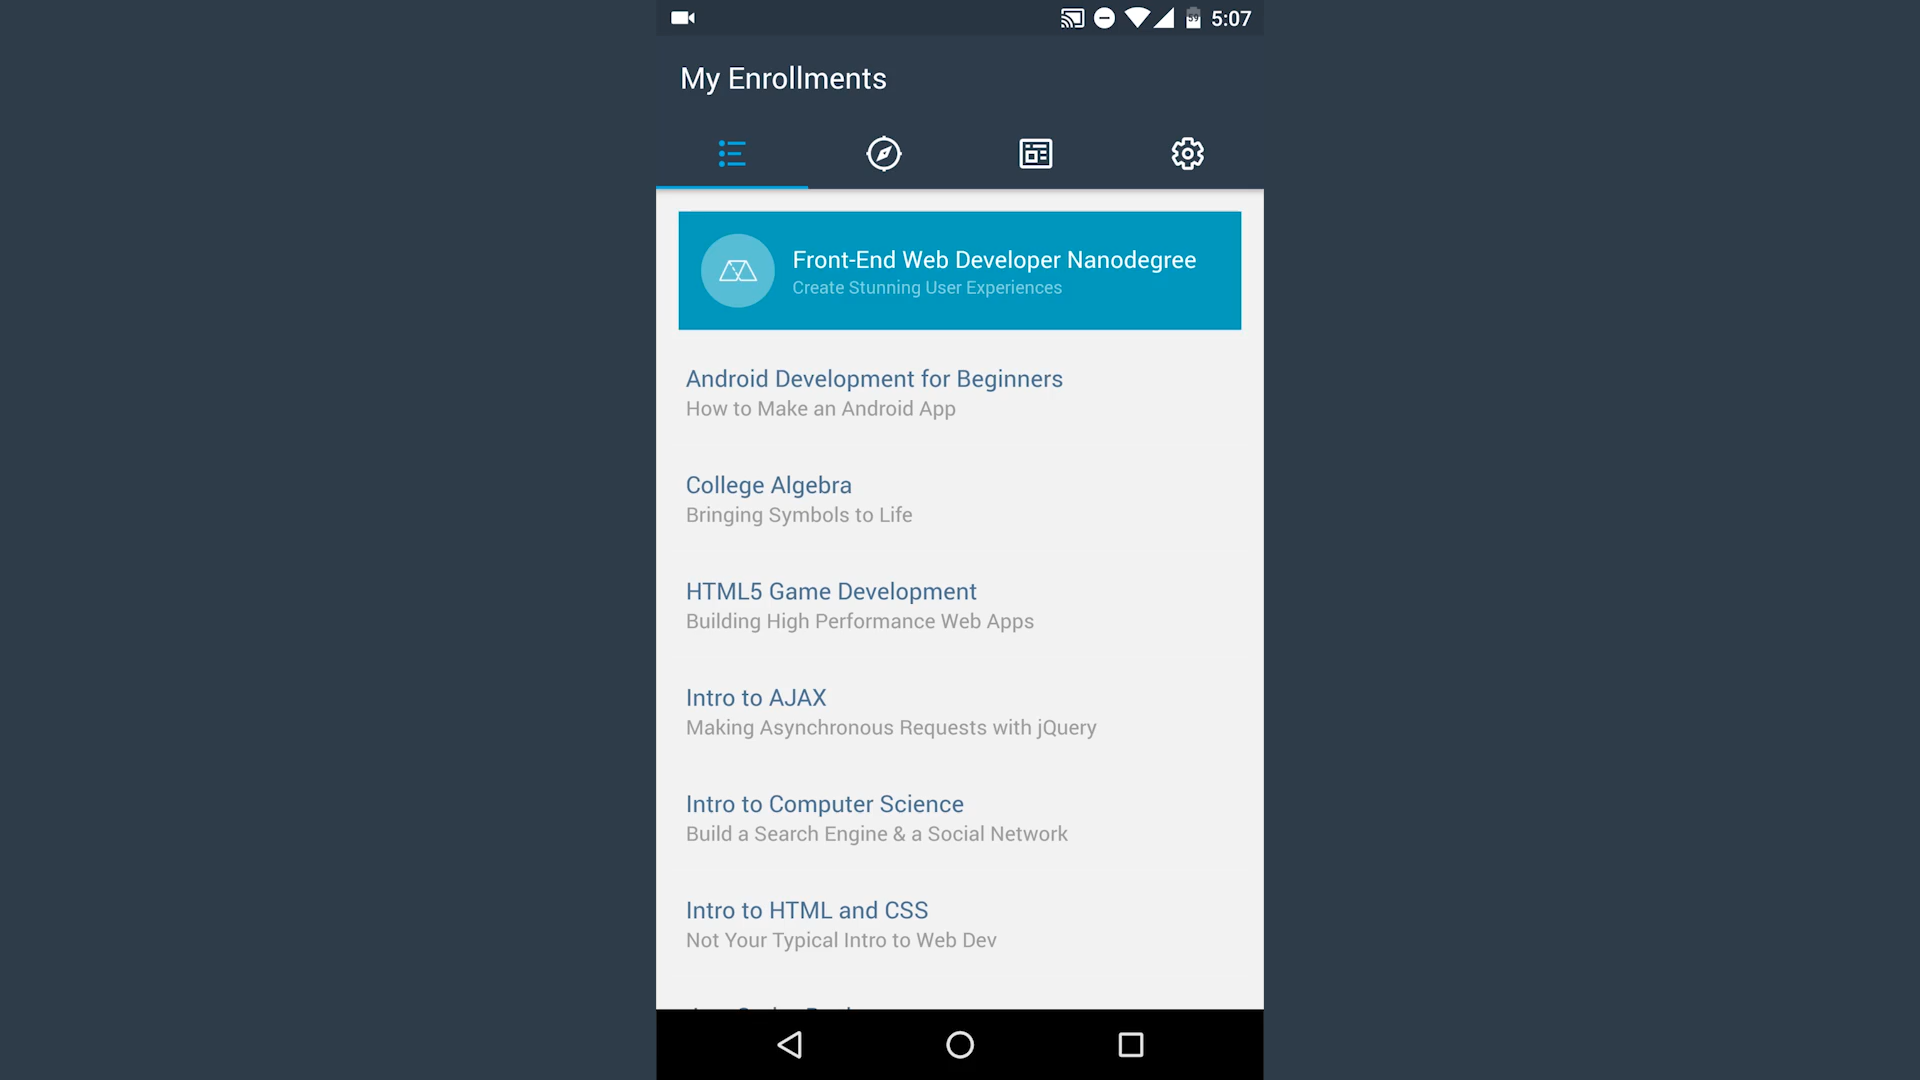 5:07
My Enrollments
Front-End Web Developer Nanodegree
Create Stunning User Experiences
Android Development for Beginners
How to Make an Android App
College Algebra
Bringing Symbols to Life
HTML5 Game Development
Building High Performance Web Apps
Intro to AJAX
Making Asynchronous Requests with jQuery
Intro to Computer Science
Build a Search Engine & a Social Network
Intro to HTML and CSS
Not Your Typical Intro to Web Dev